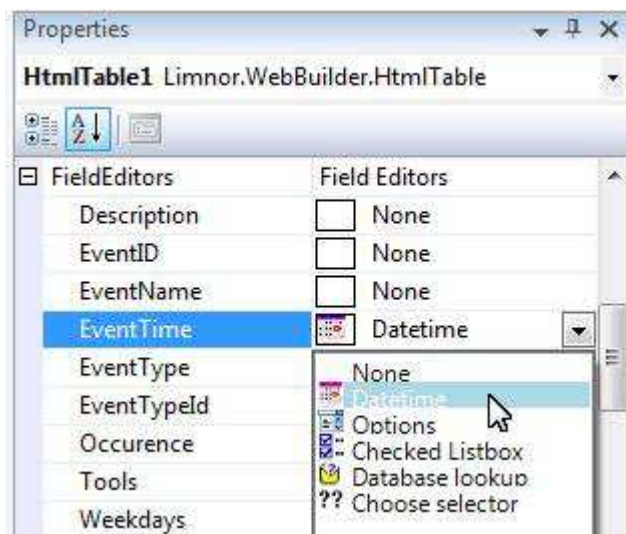 Properties
HtmlTable1 Limnor.WebBuilder.HtmlTable
A
Z
FieldEditors Field Editors
Description None
EventID None
EventName None
EventTime Datetime
EventType None
Datetime
EventTypeId Options
Occurence Checked Listbox
Tools Database lookup
?? Choose selector
Weekdays